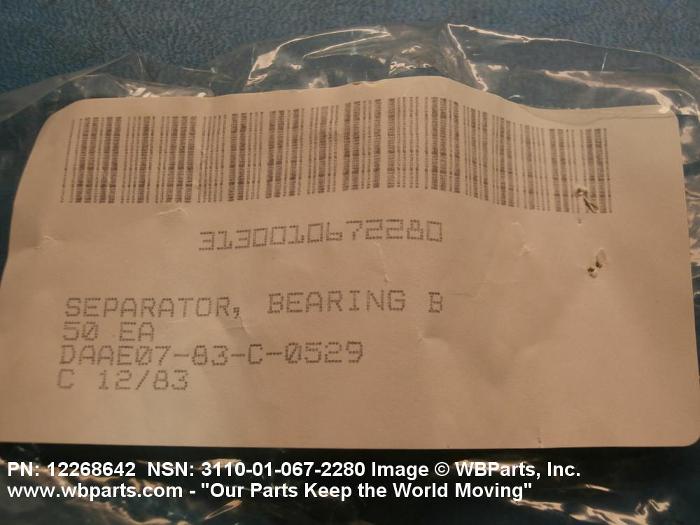 3130010672280
SEPARATOR, BEARING B
50 EA
DAAE07-83-C-0529
C 12/83
PN: 12268642 NSN: 3110-01-067-2280 Image © WBParts, Inc.
www.wbparts.com - "Our Parts Keep the World Moving"